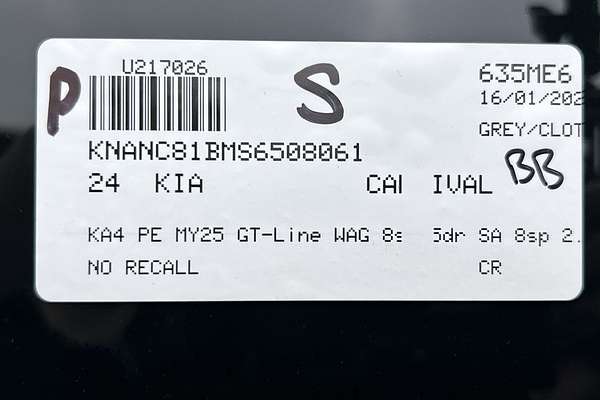 P
U217026
S
635ME6
16/01/202
GREY/CLOT
KNANC81BMS6508061
BB
24 KIA CAI IVAL
KA4 PE MY25 GT-Line WAG 8s 5dr SA 8sp 2.
NO RECALL CR